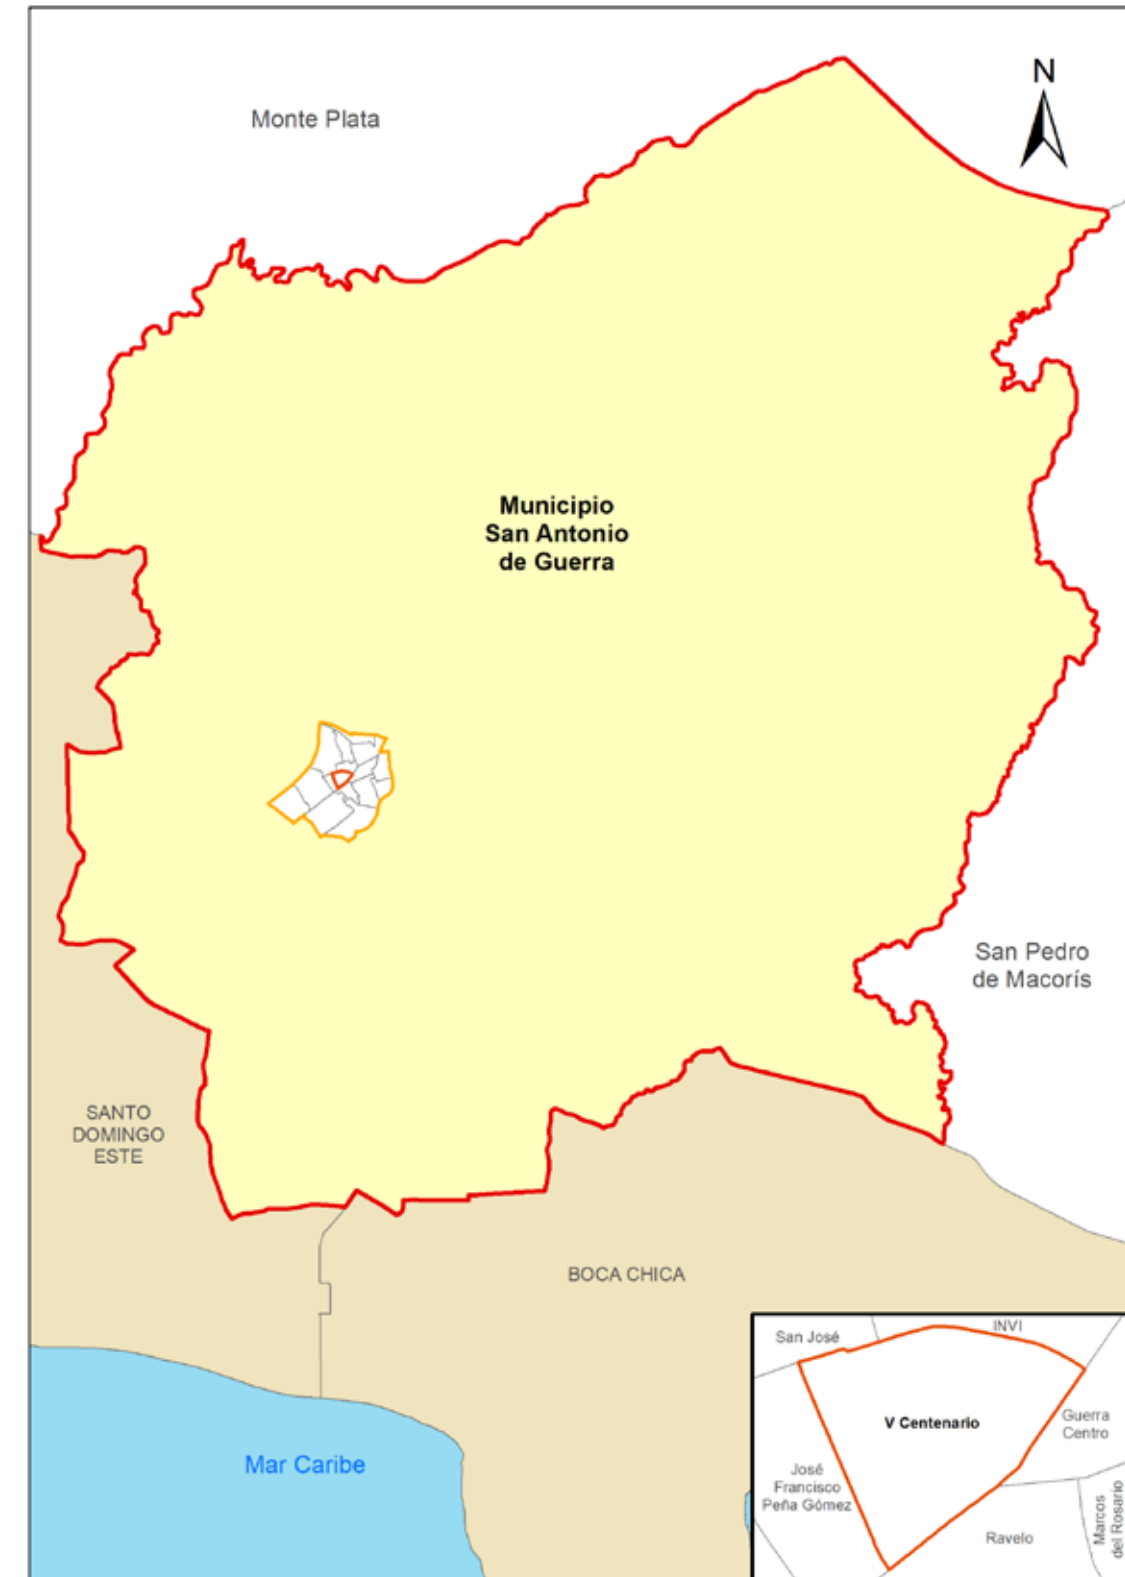 N
Monte Plata
Municipio
San Antonio
de Guerra
San Pedro
de Macorís
SANTO
DOMINGO
ESTE
BOCA CHICA
Mar Caribe
San José
INVI
V Centenario
Guerra
Centro
José
Francisco
Peña Gómez
Ravelo
Marcos
del Rosario